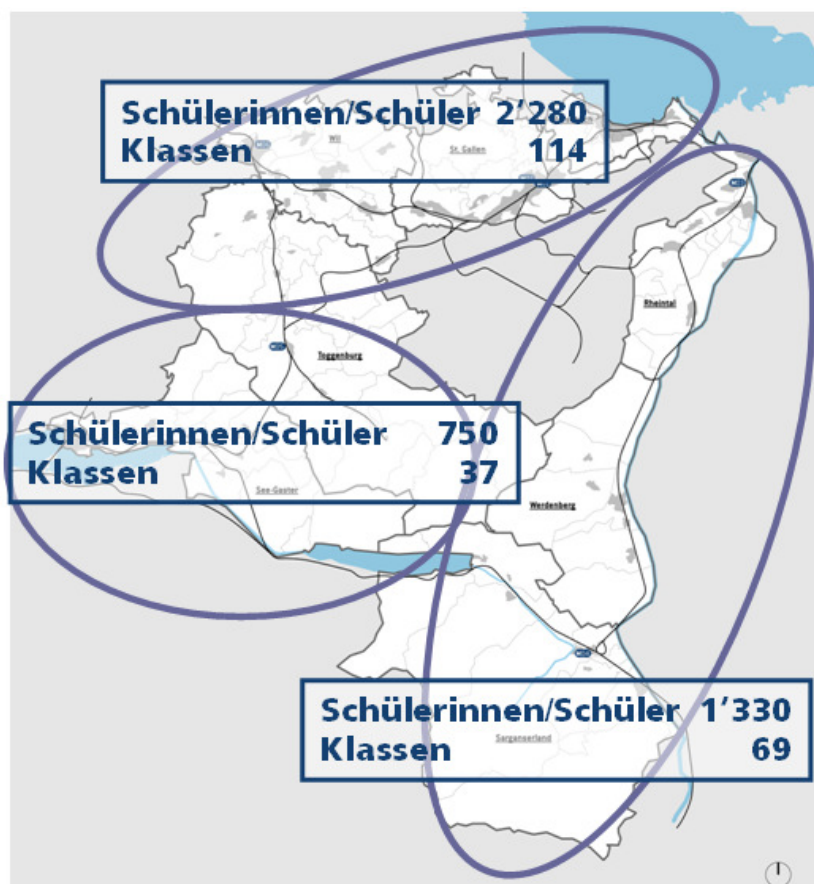 Schülerinnen/Schüler 2’280
Klassen 114
Wil
St. Gallen
Rheintal
Toggenburg
Schülerinnen/Schüler 750
Klassen 37
See-Gaster
Werdenberg
Schülerinnen/Schüler 1’330
Klassen 69
Sarganserland